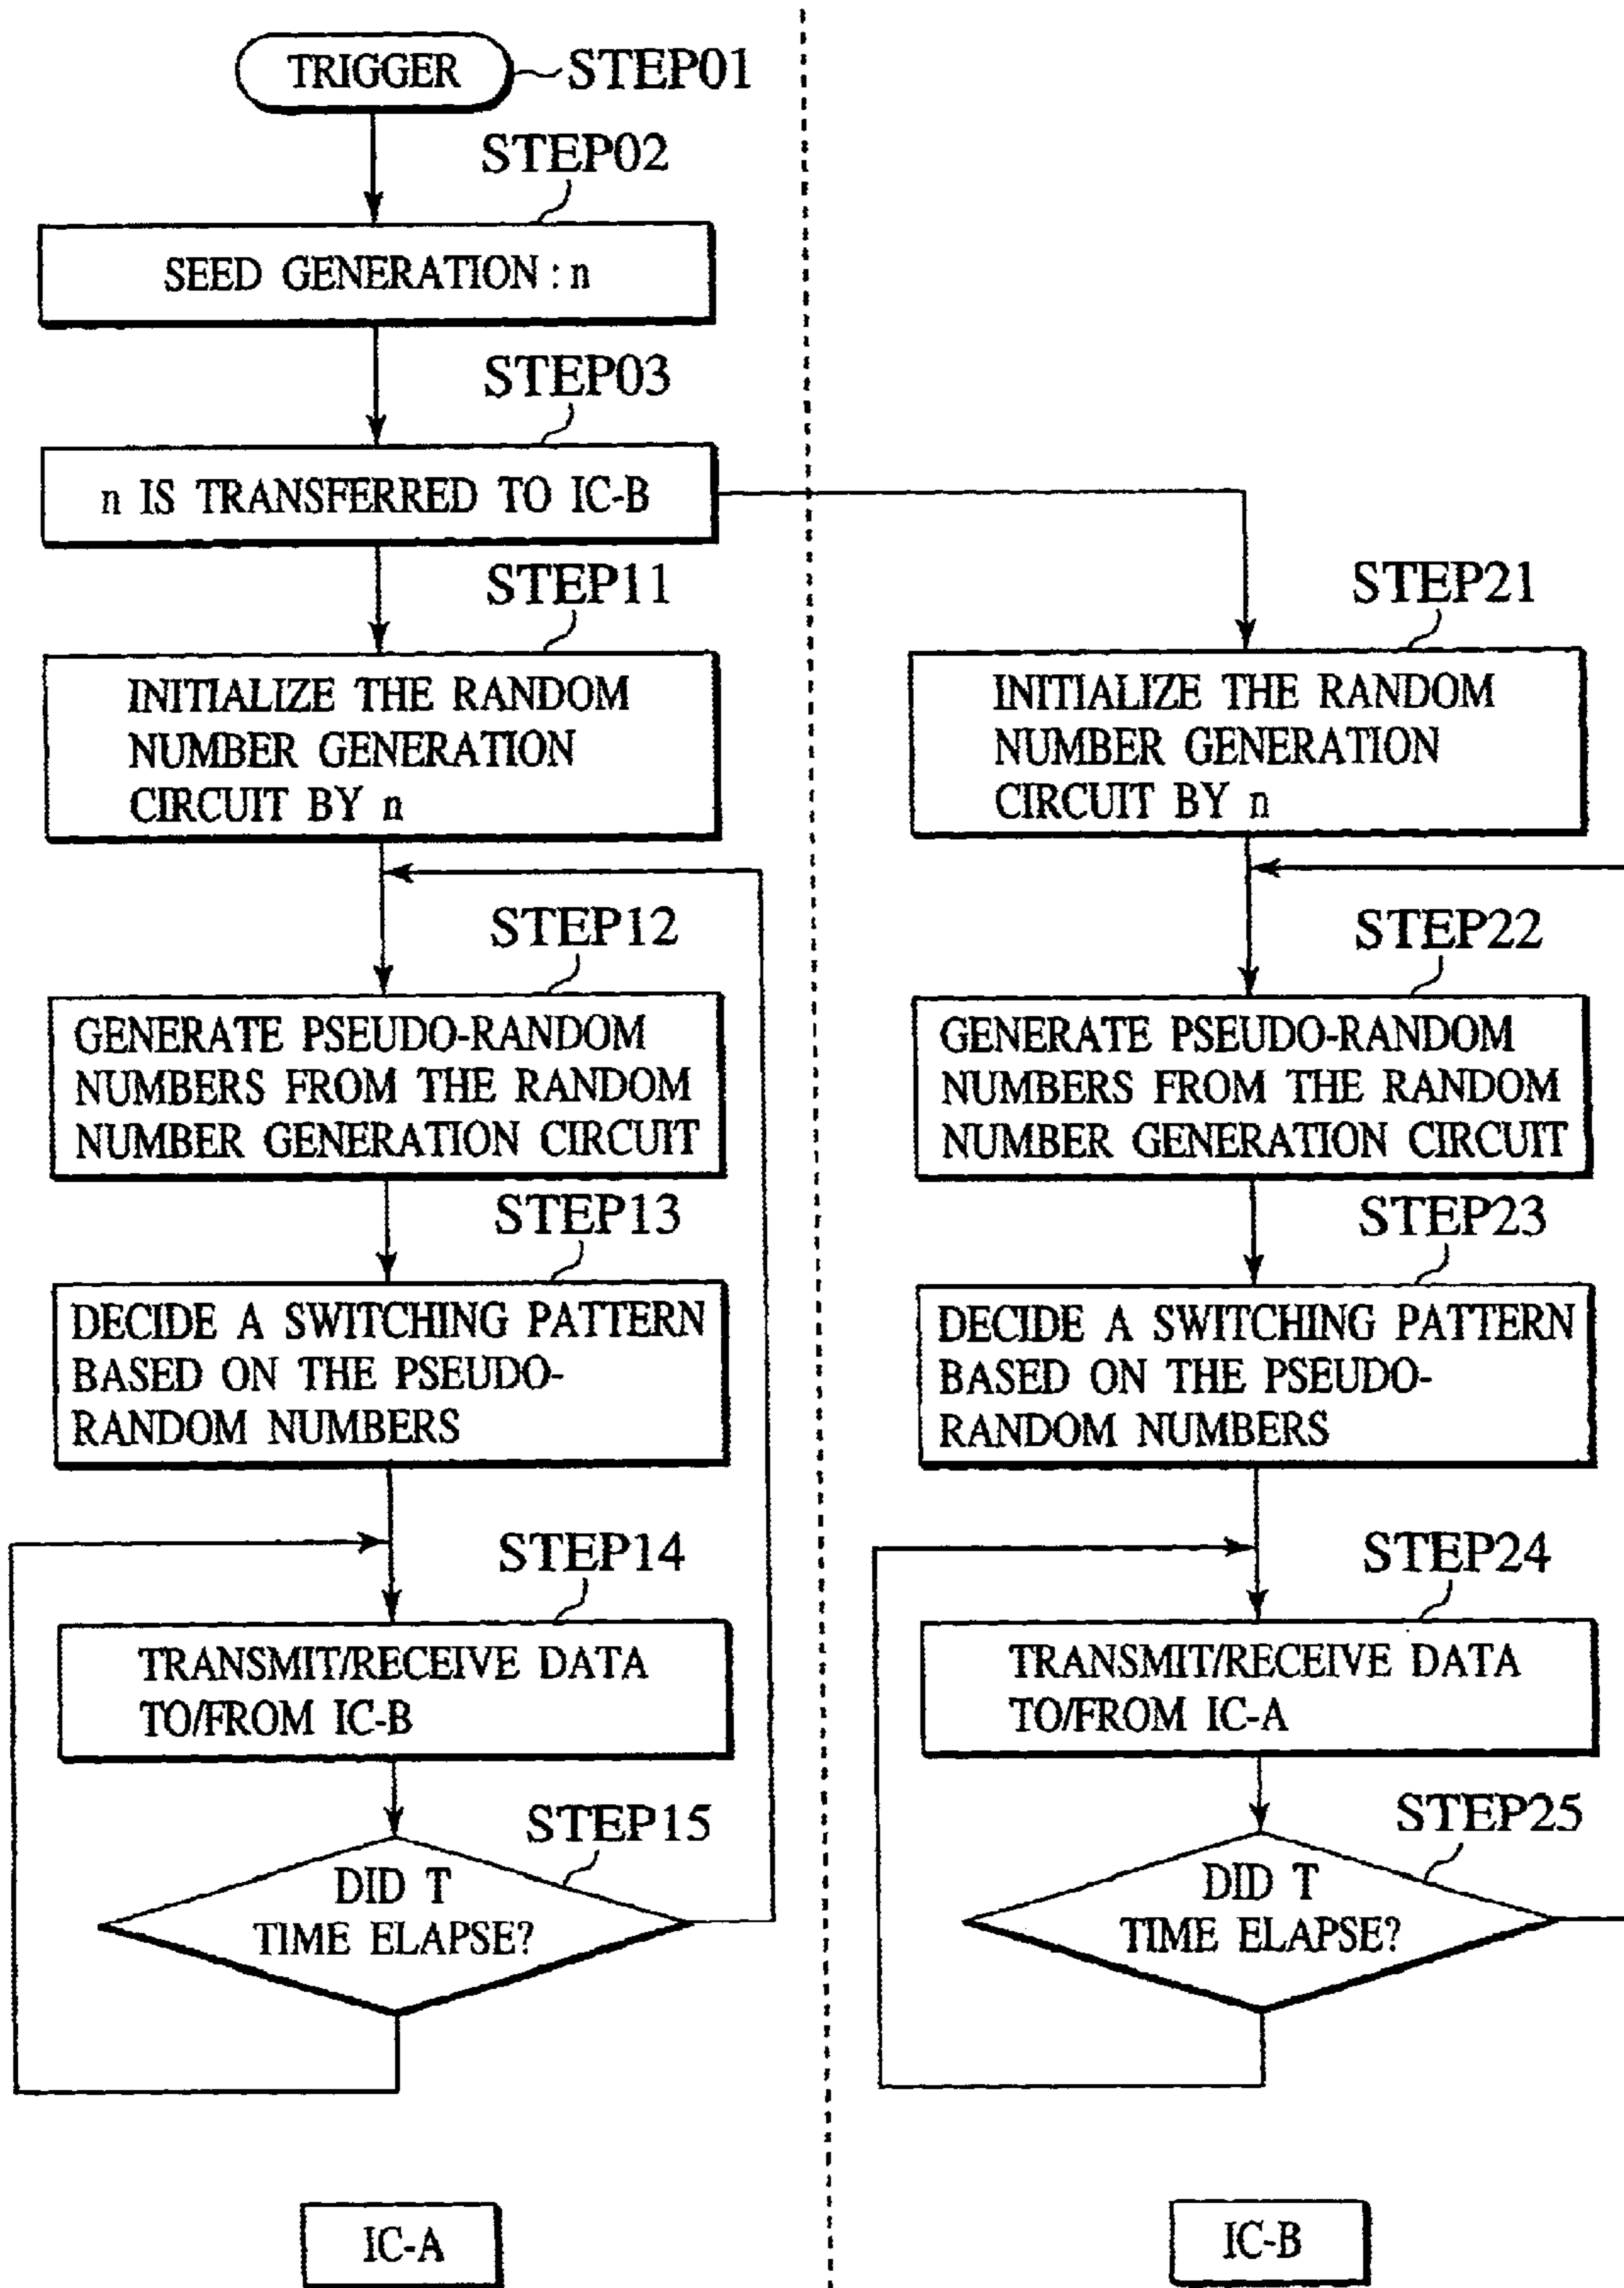 TRIGGER
STEP01
STEP02
SEED GENERATION : n
STEP03
n IS TRANSFERRED TO IC-B
STEP11
INITIALIZE THE RANDOM
NUMBER GENERATION
CIRCUIT BY n
STEP12
GENERATE PSEUDO-RANDOM
NUMBERS FROM THE RANDOM
NUMBER GENERATION CIRCUIT
STEP13
DECIDE A SWITCHING PATTERN
BASED ON THE PSEUDO-
RANDOM NUMBERS
STEP14
TRANSMIT/RECEIVE DATA
TO/FROM IC-B
STEP15
DID T
TIME ELAPSE?
IC-A
STEP21
INITIALIZE THE RANDOM
NUMBER GENERATION
CIRCUIT BY n
STEP22
GENERATE PSEUDO-RANDOM
NUMBERS FROM THE RANDOM
NUMBER GENERATION CIRCUIT
STEP23
DECIDE A SWITCHING PATTERN
BASED ON THE PSEUDO-
RANDOM NUMBERS
STEP24
TRANSMIT/RECEIVE DATA
TO/FROM IC-A
STEP25
DID T
TIME ELAPSE?
IC-B